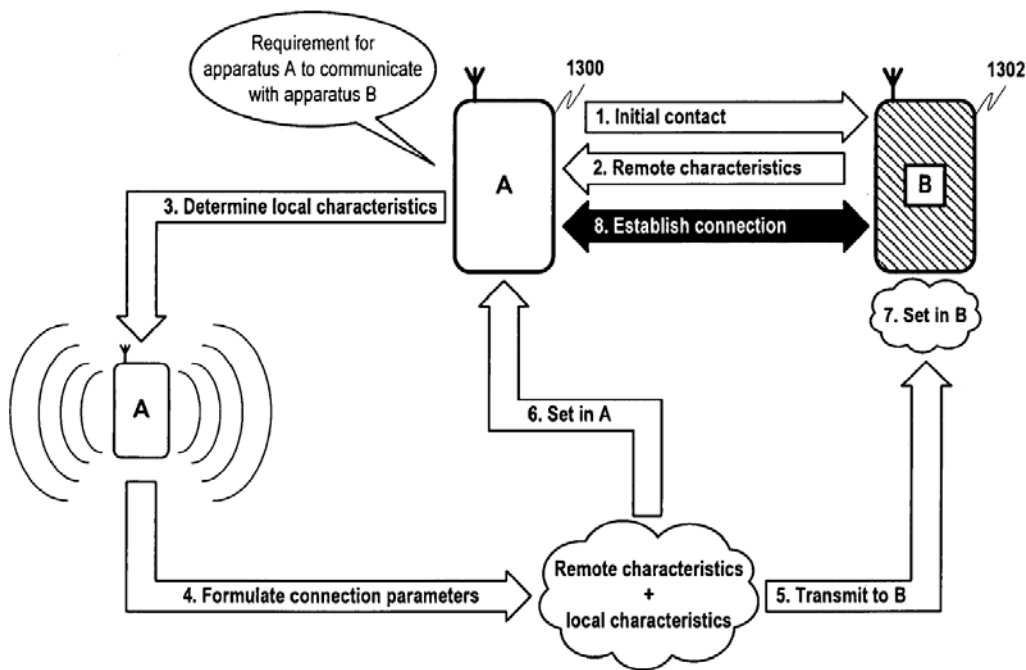 Requirement for
apparatus A to communicate
with apparatus B
1300
1302
1. Initial contact
2. Remote characteristics
A
B
3. Determine local characteristics
8. Establish connection
7. Set in B
A
6. Set in A
Remote characteristics
+
local characteristics
4. Formulate connection parameters
5. Transmit to B